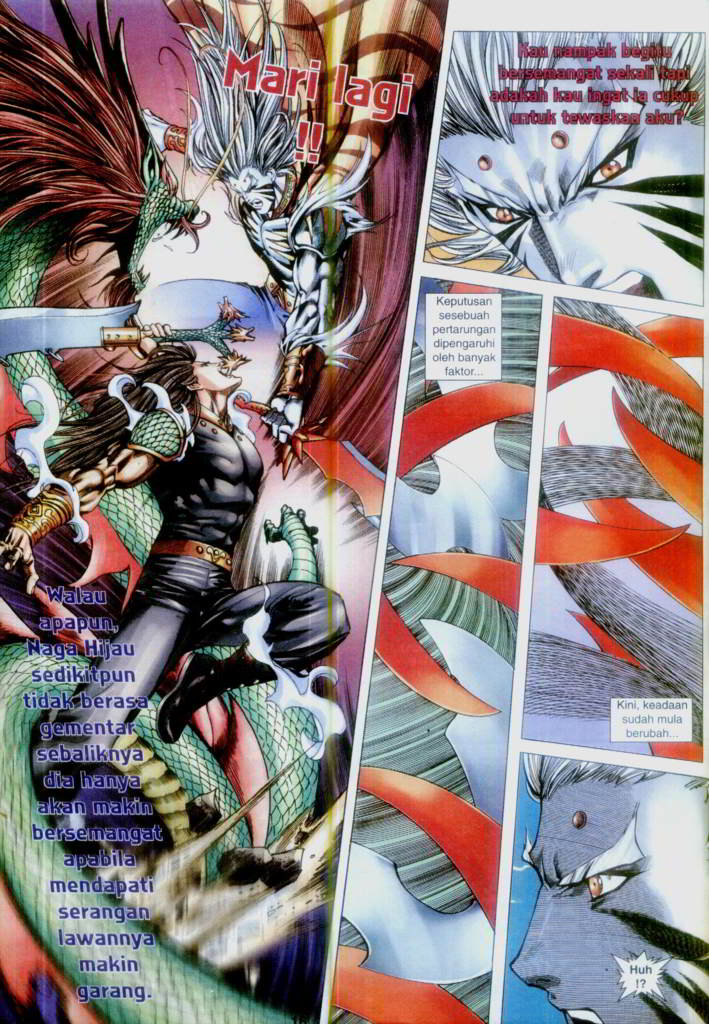 Mari lagi
!!
Walau
apapun,
Naga Hijau
sedikitpun
tidak berasa
gementar
sebaliknya
dia hanya
akan makin
bersemangat
apabila
mendapati
serangan
lawannya
makin
garang.
Kau nampak begitu
bersemangat sekali tapi
adakah kau ingat ia cukup
untuk tewaskan aku?
Keputusan
sesebuah
pertarungan
dipengaruhi
oleh banyak
faktor...
Kini, keadaan
sudah mula
berubah...
Huh
!?